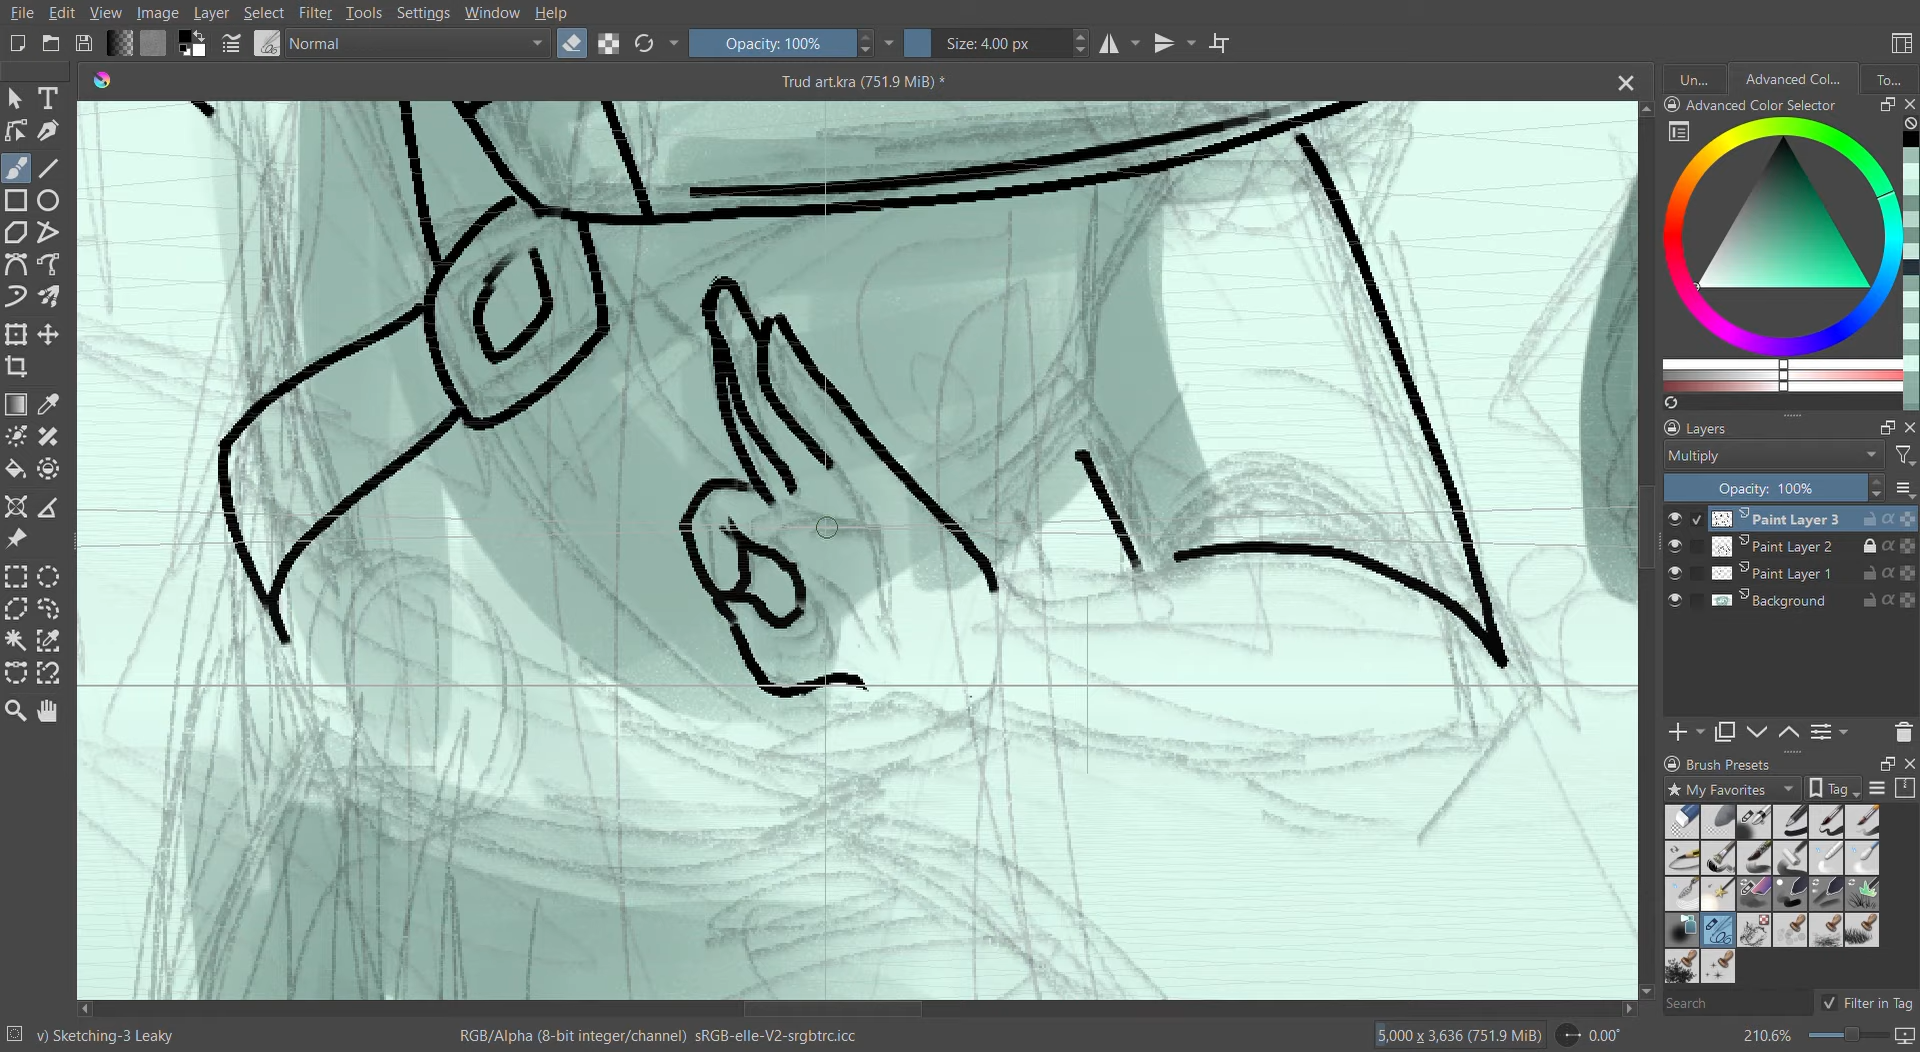 File Edit View Image Layer Select Filter Tools Settings Window Help
Normal Opacity: 100% Size: 4.00 px
Trud art.kra (751.9 MiB) *
Un... Advanced Col... To...
Advanced Color Selector
Layers
Multiply
Opacity: 100%
Paint Layer 3
Paint Layer 2
Paint Layer 1
Background
Brush Presets
★ My Favorites Tag
Search Filter in Tag
v) Sketching-3 Leaky RGB/Alpha (8-bit integer/channel) sRGB-elle-V2-srgbtrc.icc 5,000 x 3,636 (751.9 MiB) 0.00° 210.6%